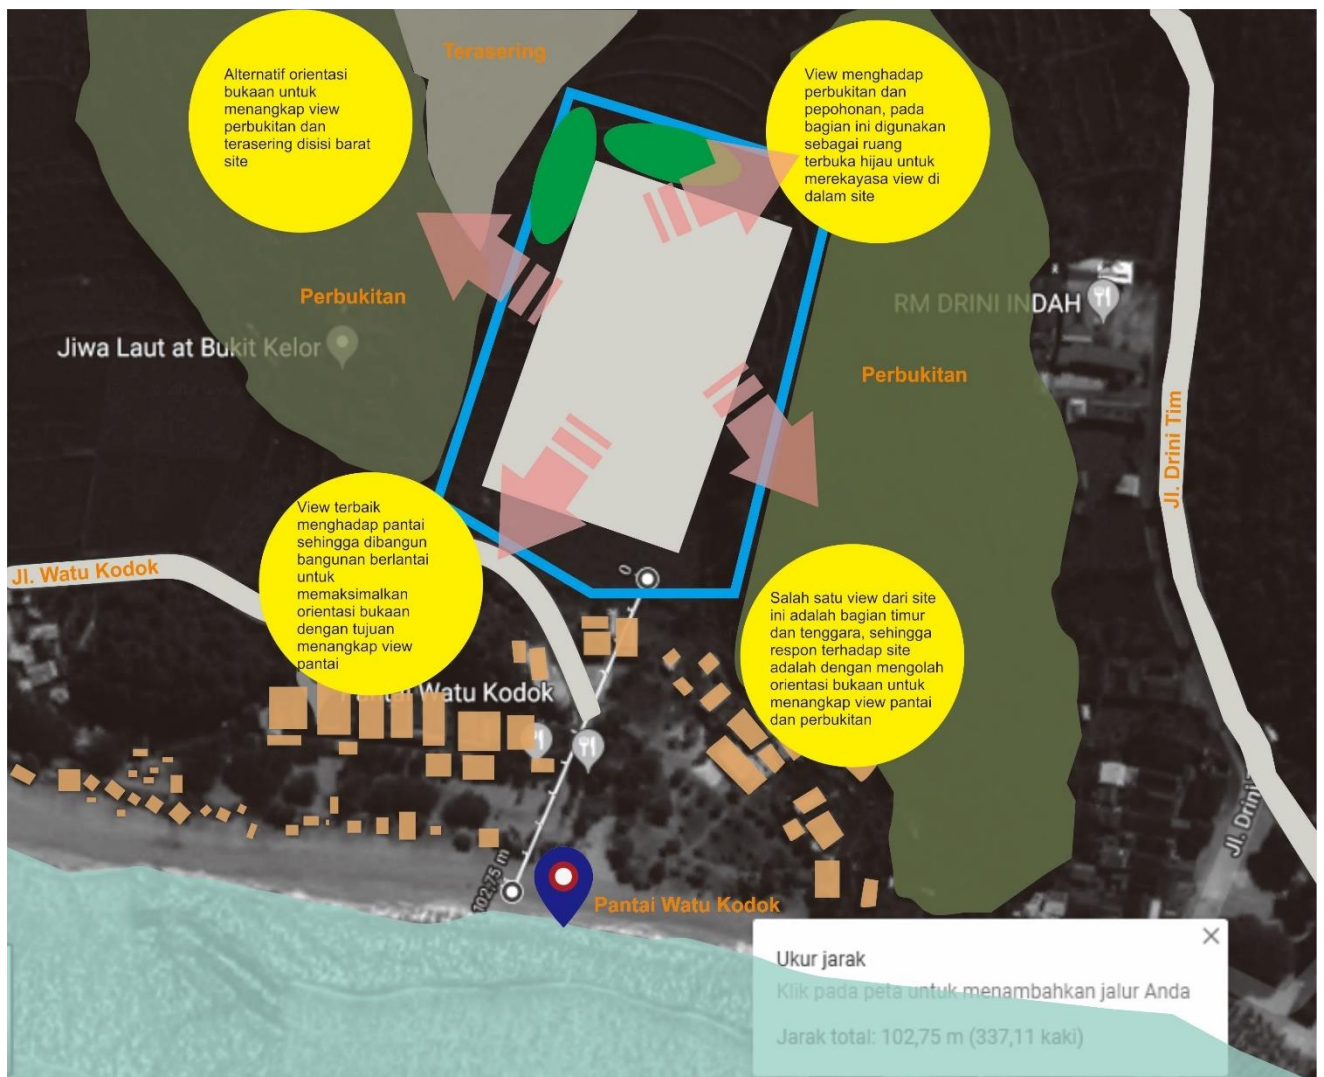 Terasering
Alternatif orientasi
bukaan untuk
menangkap view
perbukitan dan
terasering disisi barat
site
View menghadap
perbukitan dan
pepohonan, pada
bagian ini digunakan
sebagai ruang
terbuka hijau untuk
merekayasa view di
dalam site
Perbukitan
RM DRINI INDAH
Jiwa Laut at Bukit Kelor
Perbukitan
Jl. Drini Tim
View terbaik
menghadap pantai
sehingga dibangun
bangunan berlantai
untuk
memaksimalkan
orientasi bukaan
dengan tujuan
menangkap view
pantai
Jl. Watu Kodok
0
Salah satu view dari site
ini adalah bagian timur
dan tenggara, sehingga
respon terhadap site
adalah dengan mengolah
orientasi bukaan untuk
menangkap view pantai
dan perbukitan
Pantai Watu Kodok
Jl. Drini
102,75 m
Pantai Watu Kodok
Ukur jarak
Klik pada peta untuk menambahkan jalur Anda
Jarak total: 102,75 m (337,11 kaki)